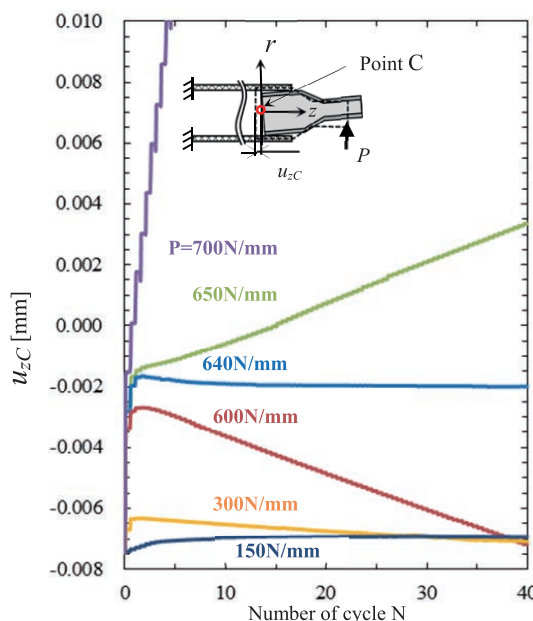 0.010
0.008
0.006
0.004
0.002
0.000
-0.002
-0.004
-0.006
-0.008
u_zC [mm]
r
Point C
z
u_zC
P
P=700N/mm
650N/mm
640N/mm
600N/mm
300N/mm
150N/mm
0
10
20
30
40
Number of cycle N